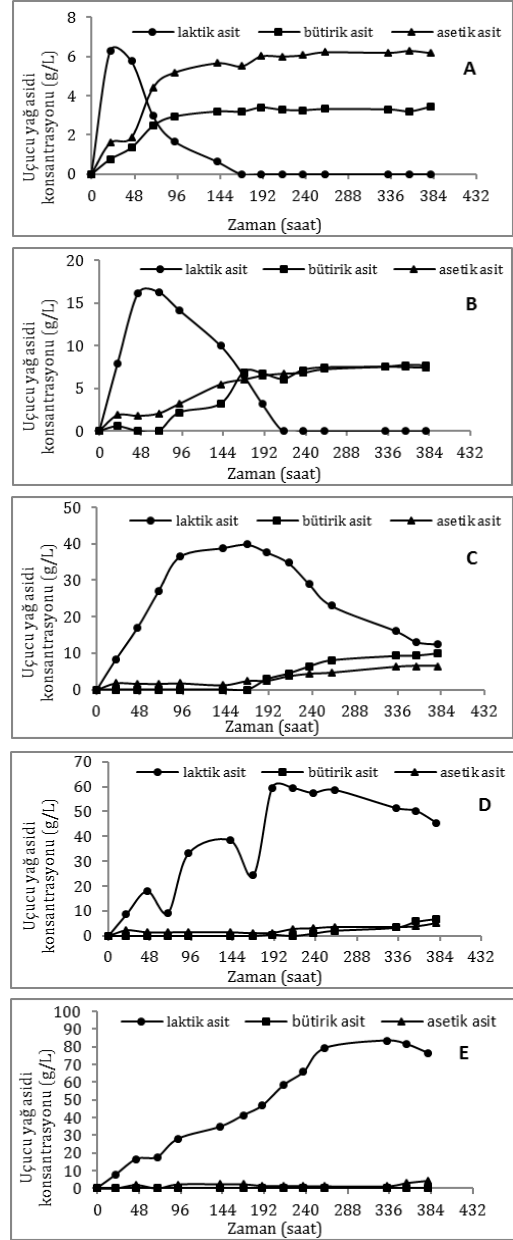 laktik asit bütirik asit asetik asit
A
Uçucu yağ asidi
konsantrasyonu (g/L)
8
6
4
2
0
0 48 96 144 192 240 288 336 384 432
Zaman (saat)
laktik asit bütirik asit asetik asit
B
Uçucu yağ asidi
konsantrasyonu (g/L)
20
15
10
5
0
0 48 96 144 192 240 288 336 384 432
Zaman (saat)
laktik asit bütirik asit asetik asit
C
Uçucu yağ asidi
konsantrasyonu (g/L)
50
40
30
20
10
0
0 48 96 144 192 240 288 336 384 432
Zaman (saat)
laktik asit bütirik asit asetik asit
D
Uçucu yağ asidi
konsantrasyonu (g/L)
70
60
50
40
30
20
10
0
0 48 96 144 192 240 288 336 384 432
Zaman (saat)
laktik asit bütirik asit asetik asit
E
Uçucu yağ asidi
konsantrasyonu (g/L)
100
90
80
70
60
50
40
30
20
10
0
0 48 96 144 192 240 288 336 384 432
Zaman (saat)